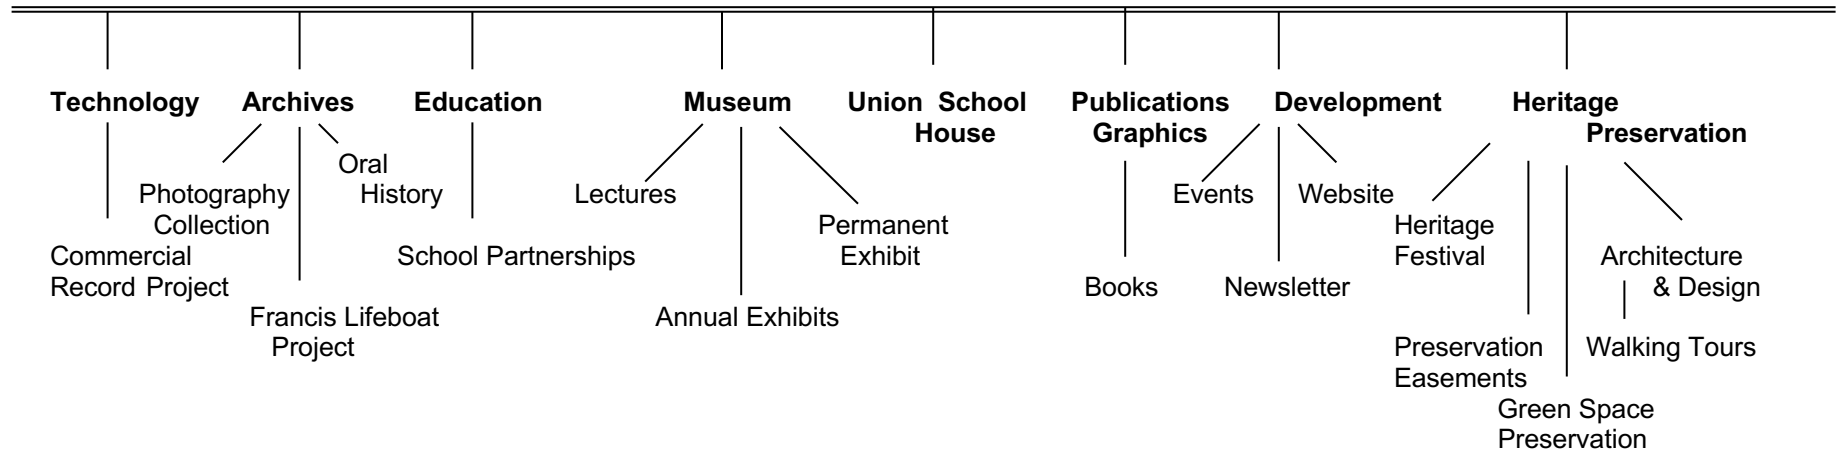 Technology
Archives
Education
Museum
Union School
House
Publications
Graphics
Development
Heritage
Preservation
Commercial
Record Project
Photography
Collection
Francis Lifeboat
Project
Oral
History
School Partnerships
Lectures
Annual Exhibits
Permanent
Exhibit
Books
Events
Newsletter
Website
Heritage
Festival
Preservation
Easements
Green Space
Preservation
Architecture
& Design
Walking Tours